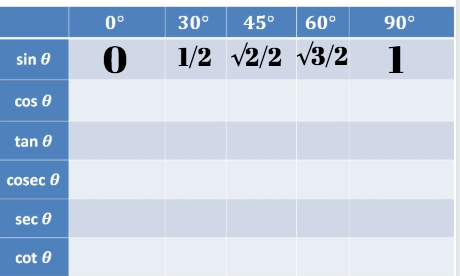 0° 30° 45° 60° 90°
sin θ 0 1/2 √2/2 √3/2 1
cos θ
tan θ
cosec θ
sec θ
cot θ